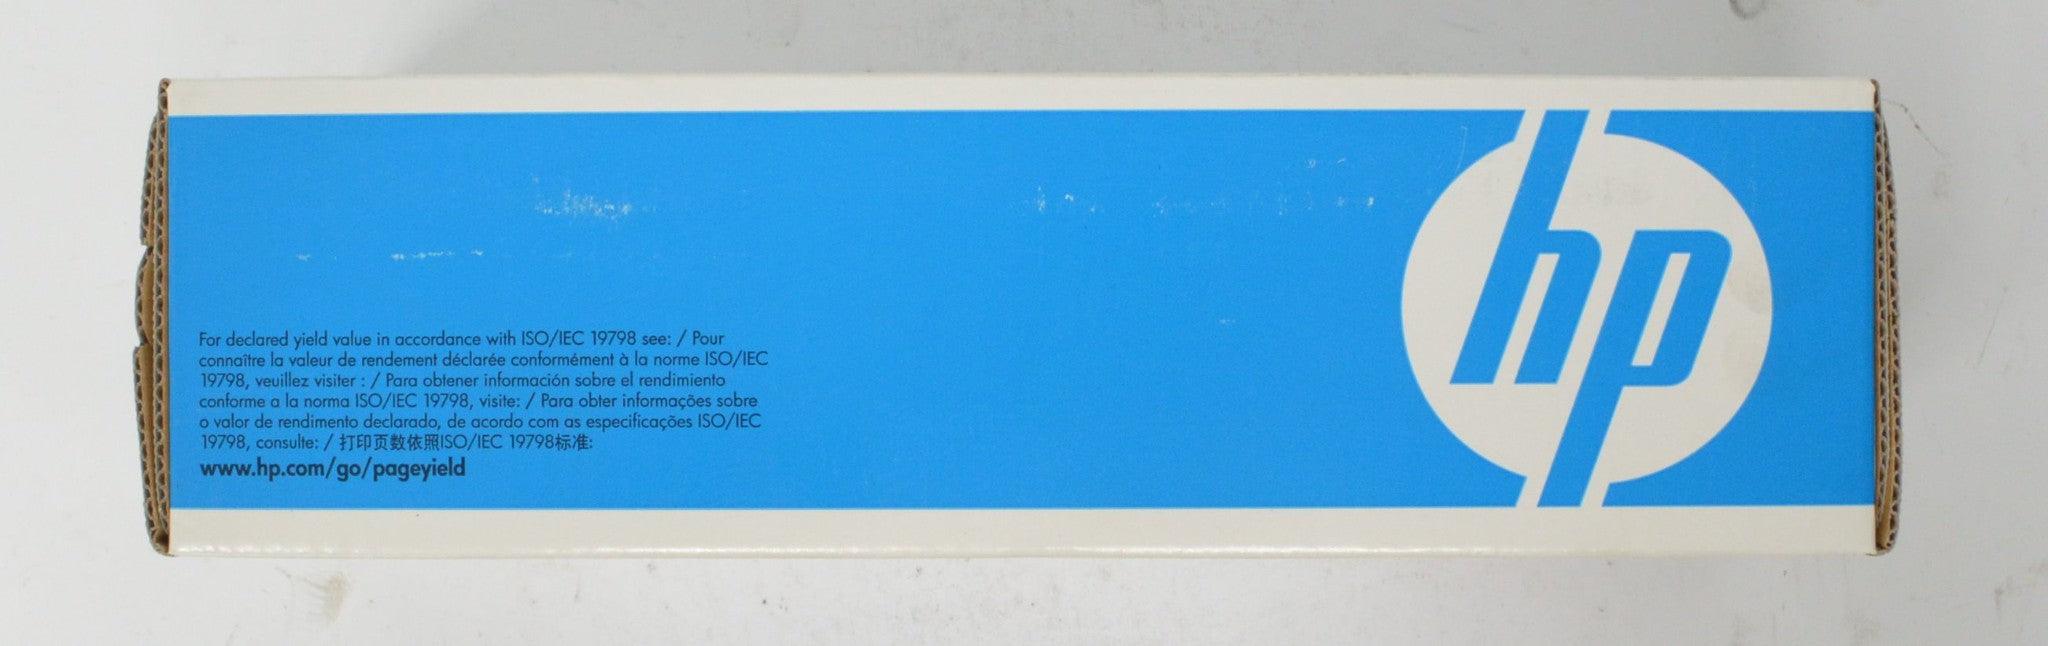 For declared yield value in accordance with ISO/IEC 19798 see: / Pour
connaître la valeur de rendement déclarée conformément à la norme ISO/IEC
19798, veuillez visiter : / Para obtener información sobre el rendimiento
conforme a la norma ISO/IEC 19798, visite: / Para obter informações sobre
o valor de rendimento declarado, de acordo com as especificações ISO/IEC
19798, consulte: / 打印页数依照ISO/IEC 19798标准:
www.hp.com/go/pageyield
hp